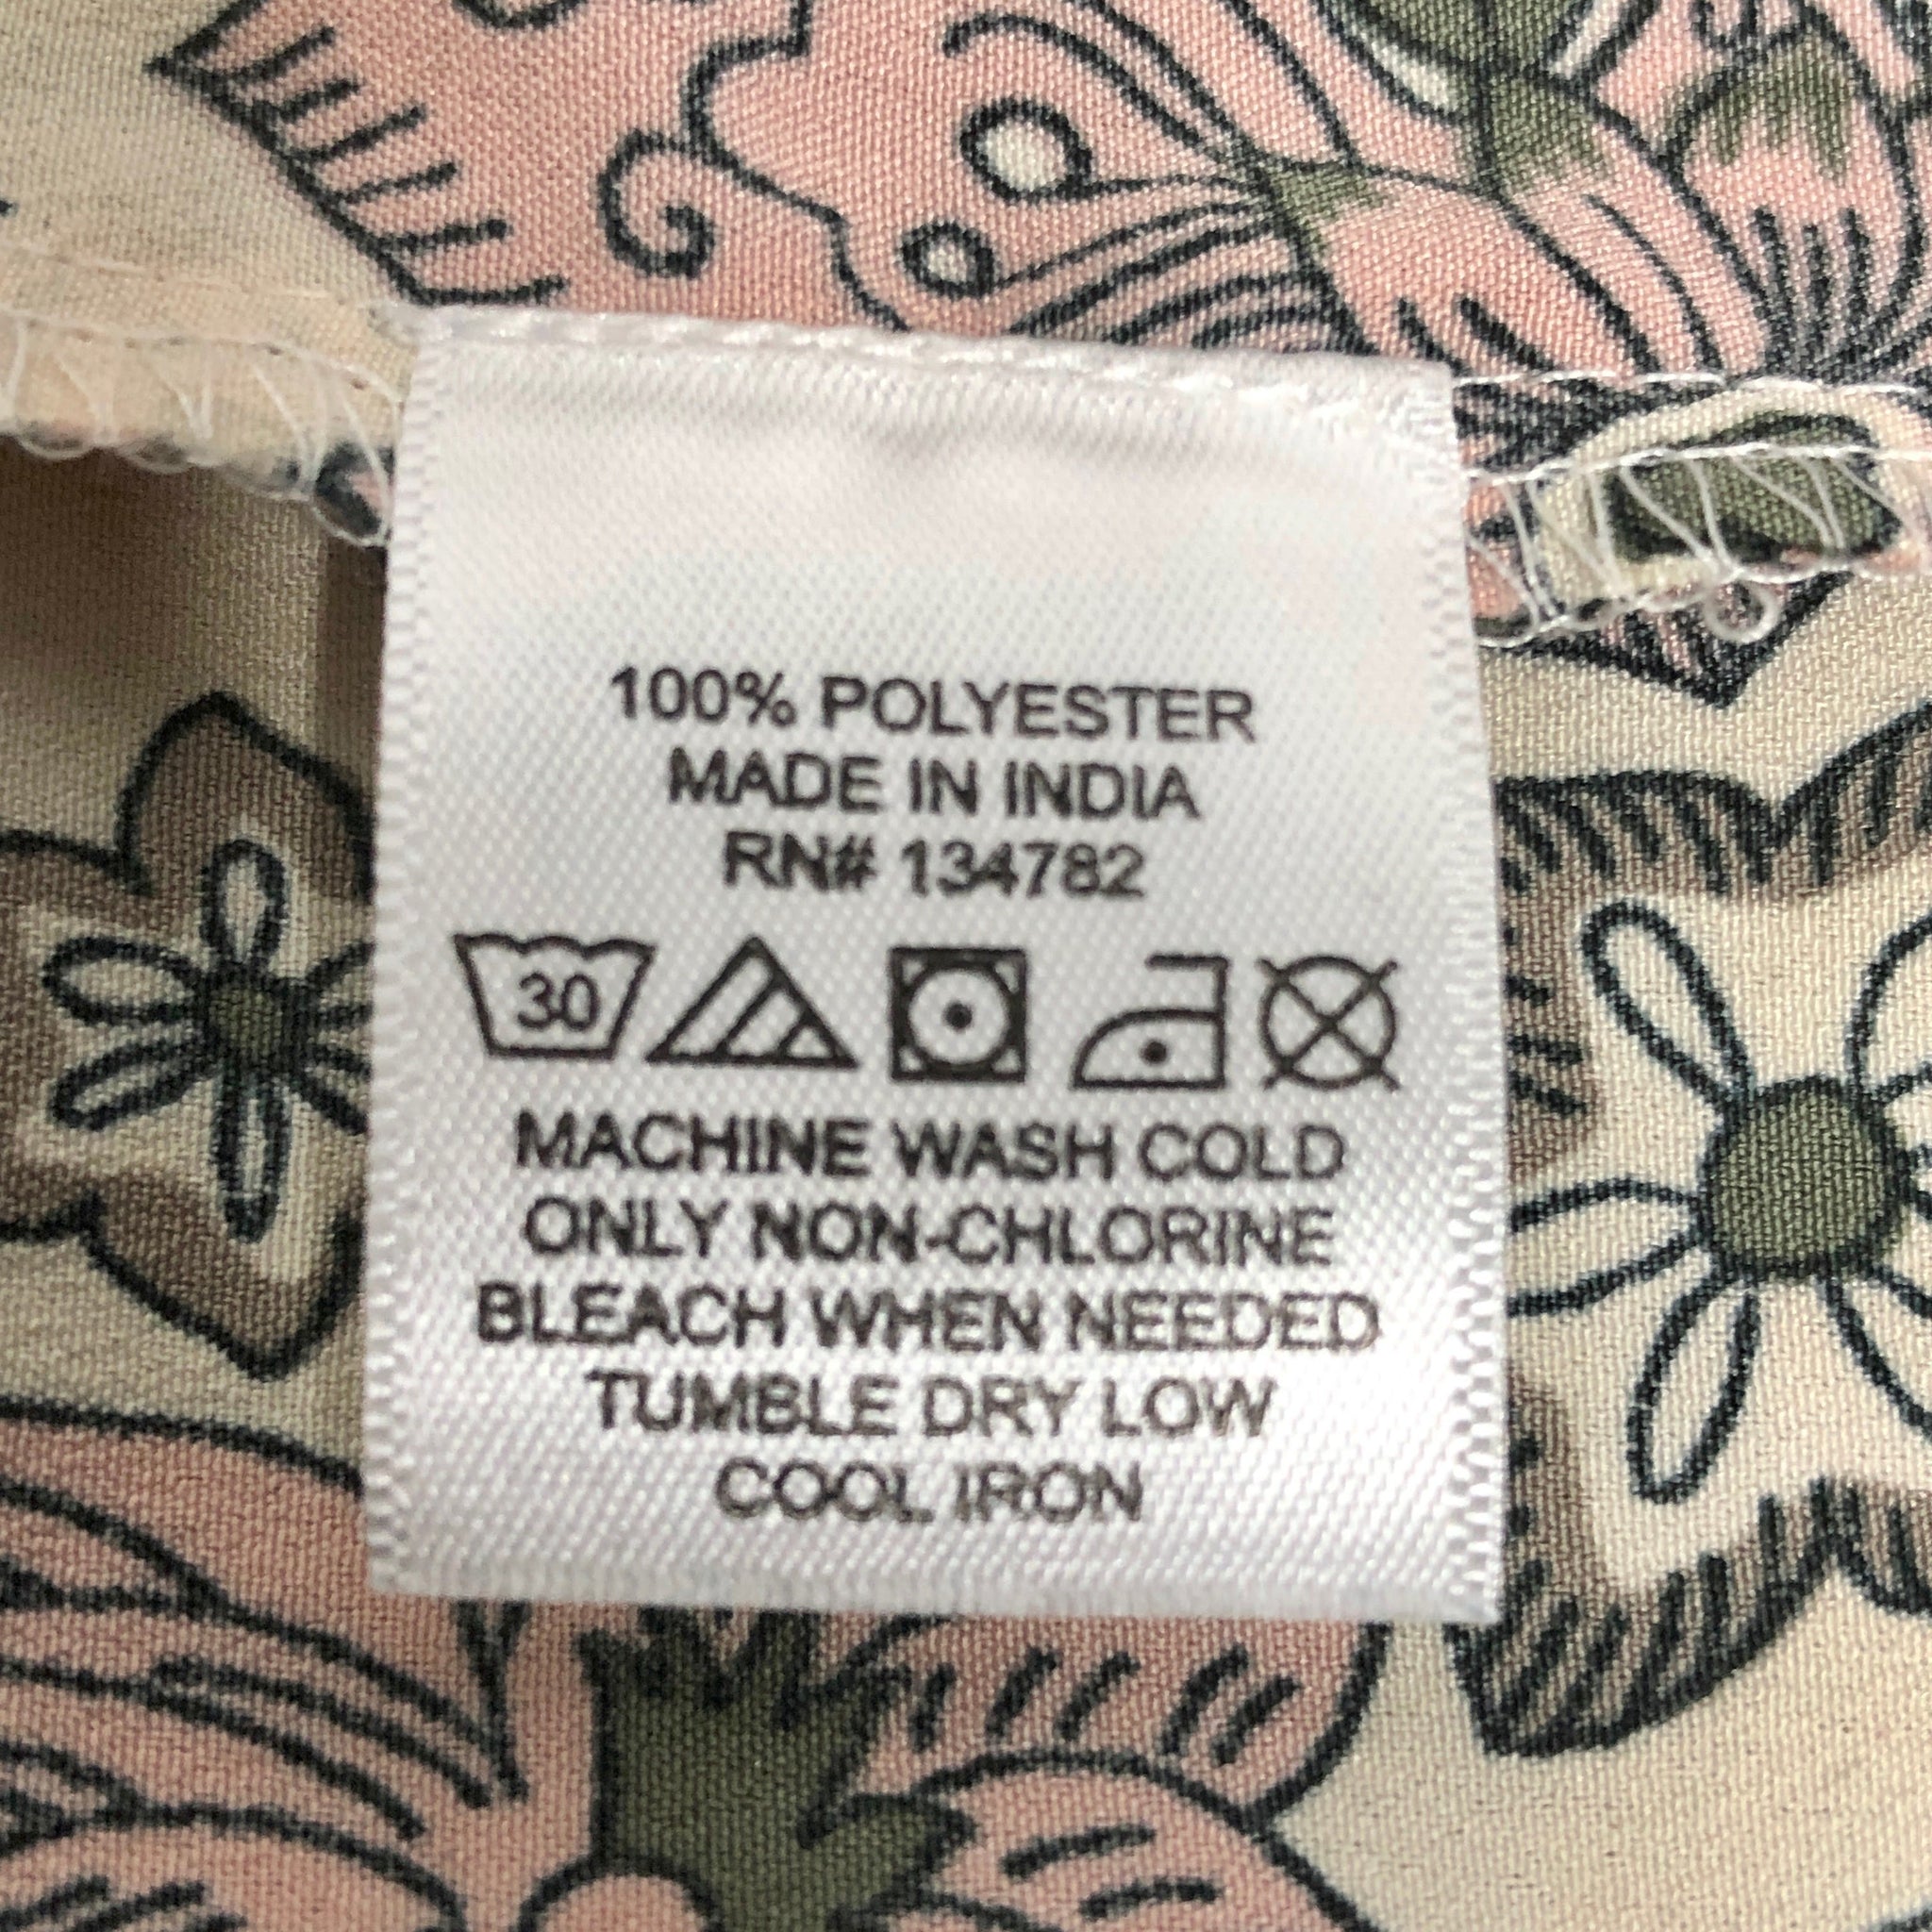 100% POLYESTER
MADE IN INDIA
RN# 134782
30
MACHINE WASH COLD
ONLY NON-CHLORINE
BLEACH WHEN NEEDED
TUMBLE DRY LOW
COOL IRON